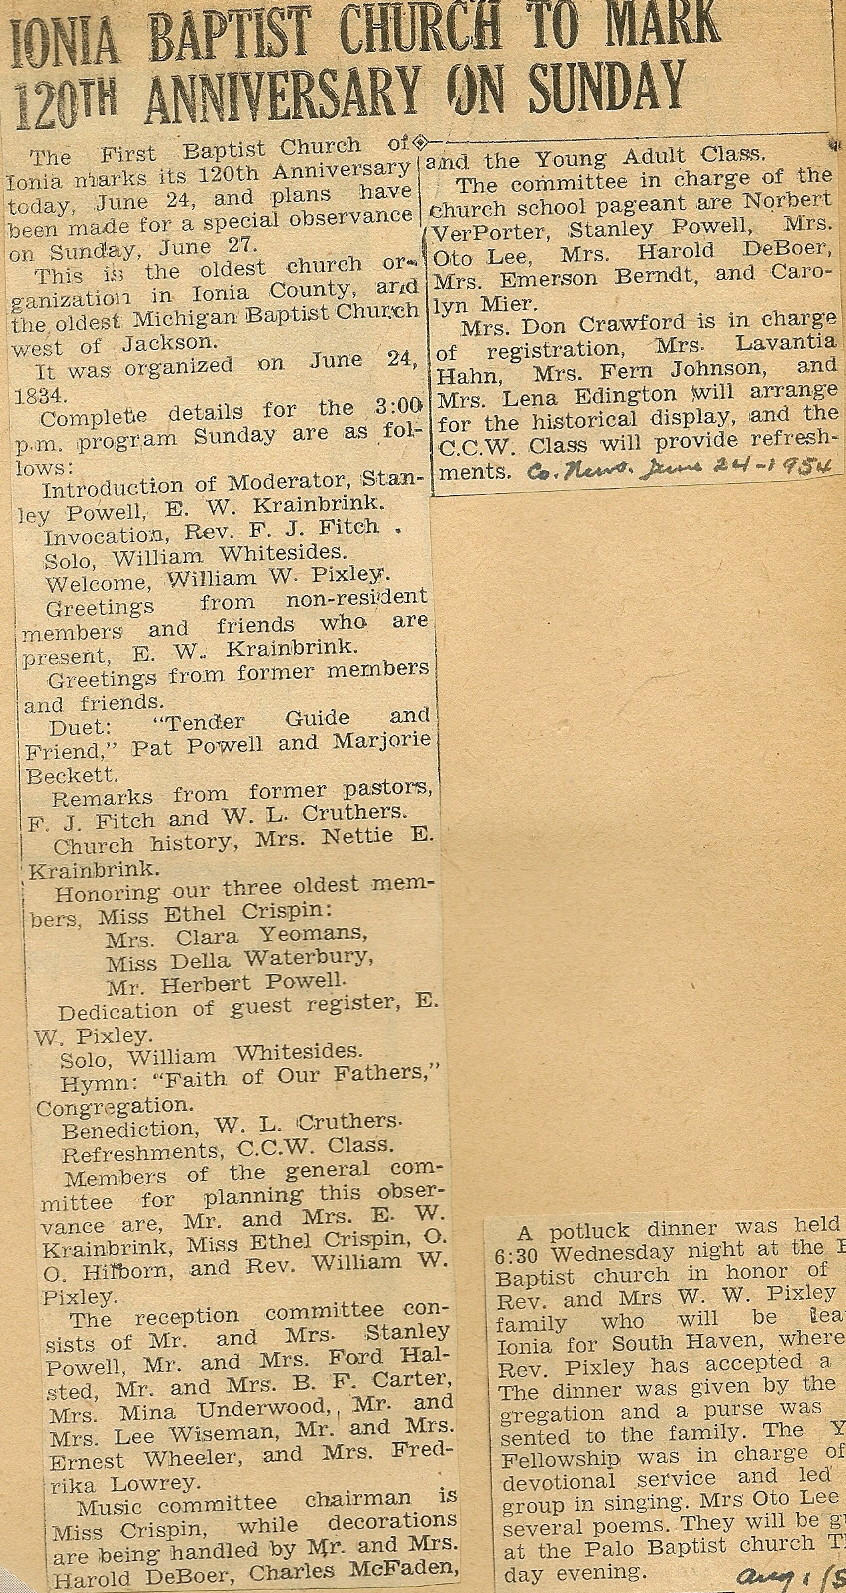 IONIA BAPTIST CHURCH TO MARK
120TH ANNIVERSARY ON SUNDAY
The First Baptist Church of
Ionia marks its 120th Anniversary
today, June 24, and plans have
been made for a special observance
on Sunday, June 27.
This is the oldest church or-
ganization in Ionia County, and
the oldest Michigan Baptist Church
west of Jackson.
It was organized on June 24,
1834.
Complete details for the 3:00
p.m. program Sunday are as fol-
lows:
Introduction of Moderator, Stan-
ley Powell, E. W. Krainbrink.
Invocation, Rev. F. J. Fitch .
Solo, William Whitesides.
Welcome, William W. Pixley.
Greetings from non-resident
members and friends who are
present, E. W. Krainbrink.
Greetings from former members
and friends.
Duet: “Tender Guide and
Friend,” Pat Powell and Marjorie
Beckett.
Remarks from former pastors,
F. J. Fitch and W. L. Cruthers.
Church history, Mrs. Nettie E.
Krainbrink.
Honoring our three oldest mem-
bers, Miss Ethel Crispin:
Mrs. Clara Yeomans,
Miss Della Waterbury,
Mr. Herbert Powell.
Dedication of guest register, E.
W. Pixley.
Solo, William Whitesides.
Hymn: “Faith of Our Fathers,”
Congregation.
Benediction, W. L. Cruthers.
Refreshments, C.C.W. Class.
Members of the general com-
mittee for planning this obser-
vance are, Mr. and Mrs. E. W.
Krainbrink, Miss Ethel Crispin, O.
O. Hilborn, and Rev. William W.
Pixley.
The reception committee con-
sists of Mr. and Mrs. Stanley
Powell, Mr. and Mrs. Ford Hal-
sted, Mr. and Mrs. B. F. Carter,
Mrs. Mina Underwood, Mr. and
Mrs. Lee Wiseman, Mr. and Mrs.
Ernest Wheeler, and Mrs. Fred-
rika Lowrey.
Music committee chairman is
Miss Crispin, while decorations
are being handled by Mr. and Mrs.
Harold DeBoer, Charles McFaden,
and the Young Adult Class.
The committee in charge of the
church school pageant are Norbert
VerPorter, Stanley Powell, Mrs.
Oto Lee, Mrs. Harold DeBoer,
Mrs. Emerson Berndt, and Caro-
lyn Mier.
Mrs. Don Crawford is in charge
of registration, Mrs. Lavantia
Hahn, Mrs. Fern Johnson, and
Mrs. Lena Edington will arrange
for the historical display, and the
C.C.W. Class will provide refresh-
ments. Co. News. June 24-1954
A potluck dinner was held
6:30 Wednesday night at the
Baptist church in honor of
Rev. and Mrs W. W. Pixley
family who will be lea
Ionia for South Haven, where
Rev. Pixley has accepted a
The dinner was given by the
gregation and a purse was
sented to the family. The Y
Fellowship was in charge of
devotional service and led
group in singing. Mrs Oto Lee
several poems. They will be g
at the Palo Baptist church T
day evening. Aug 1